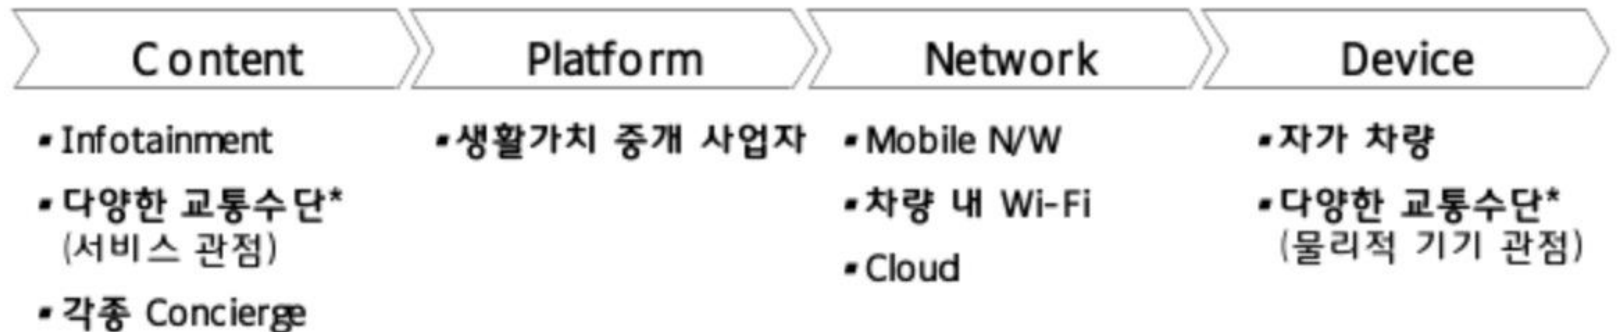 Content
Platform
Network
Device
▪ Infotainment
▪ 다양한 교통수단*
(서비스 관점)
▪ 각종 Concierge
▪ 생활가치 중개 사업자
▪ Mobile N/W
▪ 차량 내 Wi-Fi
▪ Cloud
▪ 자가 차량
▪ 다양한 교통수단*
(물리적 기기 관점)